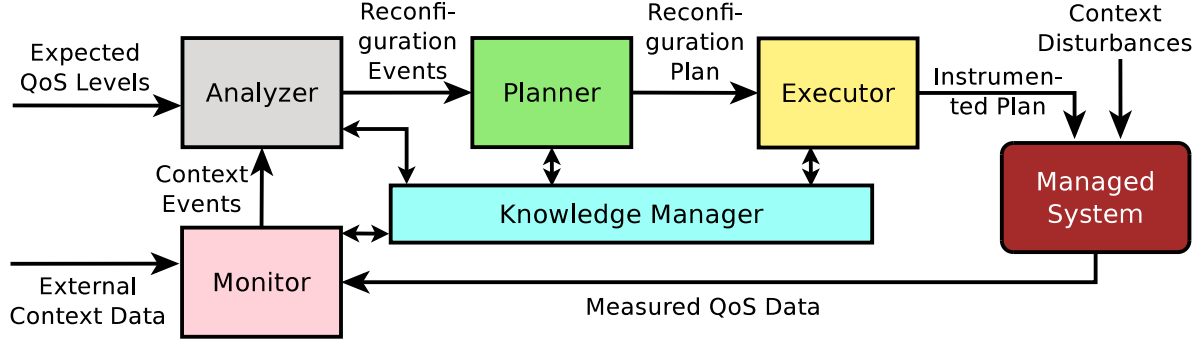 Expected
QoS Levels
Analyzer
Reconfi-
guration
Events
Planner
Reconfi-
guration
Plan
Executor
Instrumen-
ted Plan
Context
Disturbances
Managed
System
Context
Events
Knowledge Manager
Monitor
External
Context Data
Measured QoS Data